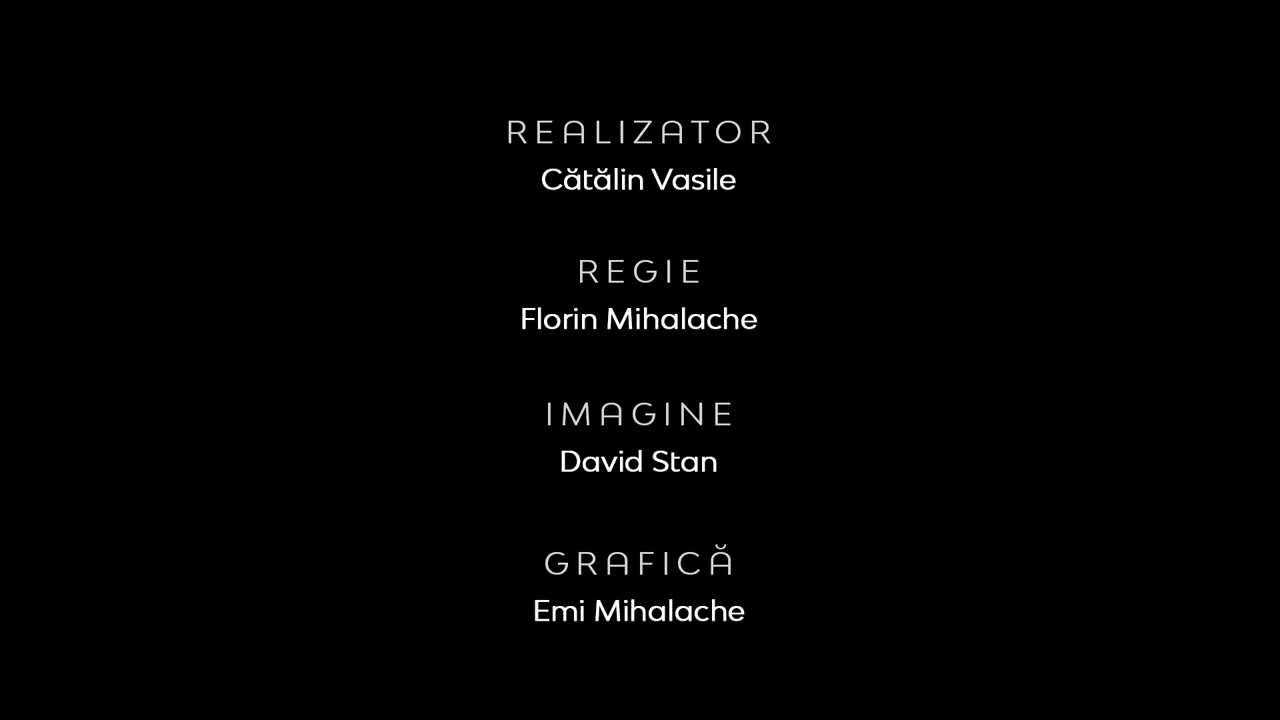 REALIZATOR
Cătălin Vasile
REGIE
Florin Mihalache
IMAGINE
David Stan
GRAFICĂ
Emi Mihalache